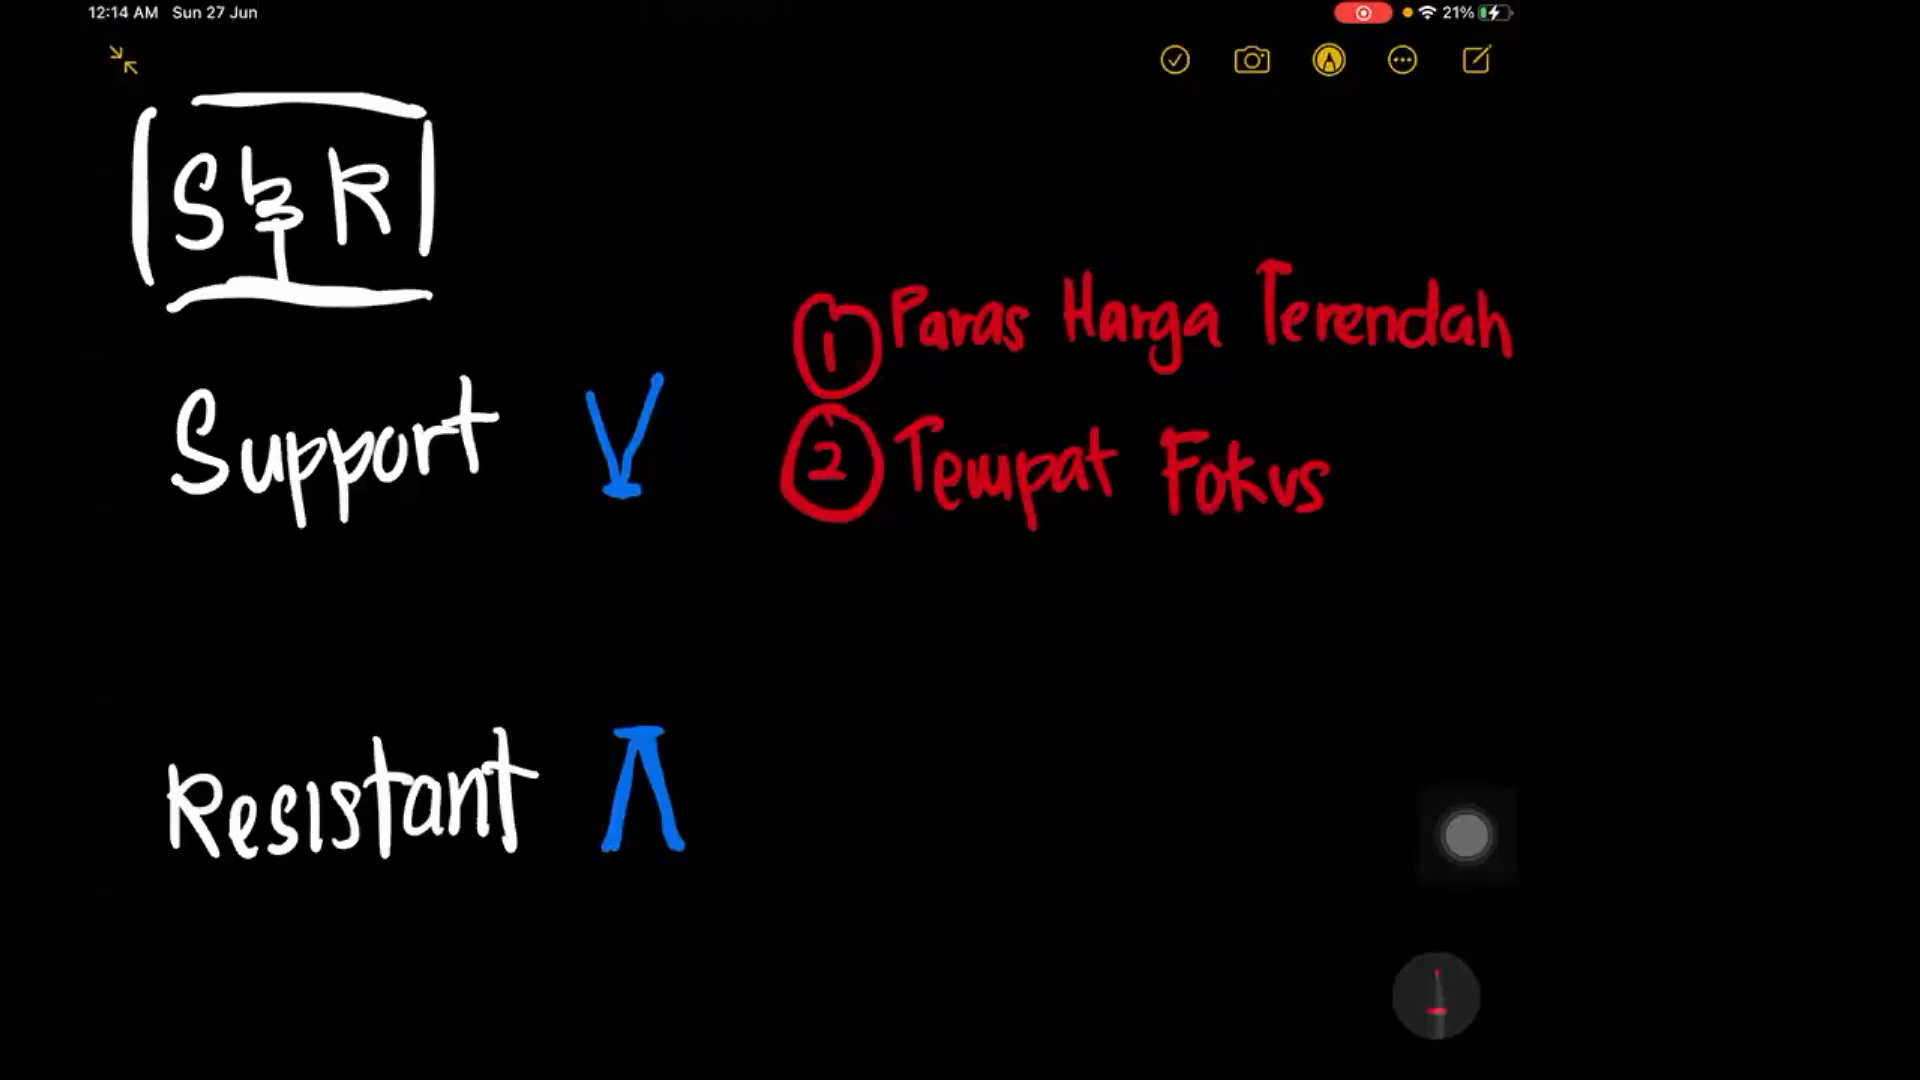 12:14 AM Sun 27 Jun
21%
S & R
1 Paras Harga Terendah
Support
2 Tempat Fokus
Resistant